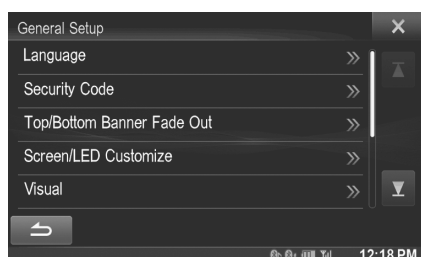 General Setup
Language
Security Code
Top/Bottom Banner Fade Out
Screen/LED Customize
Visual
12:18 PM